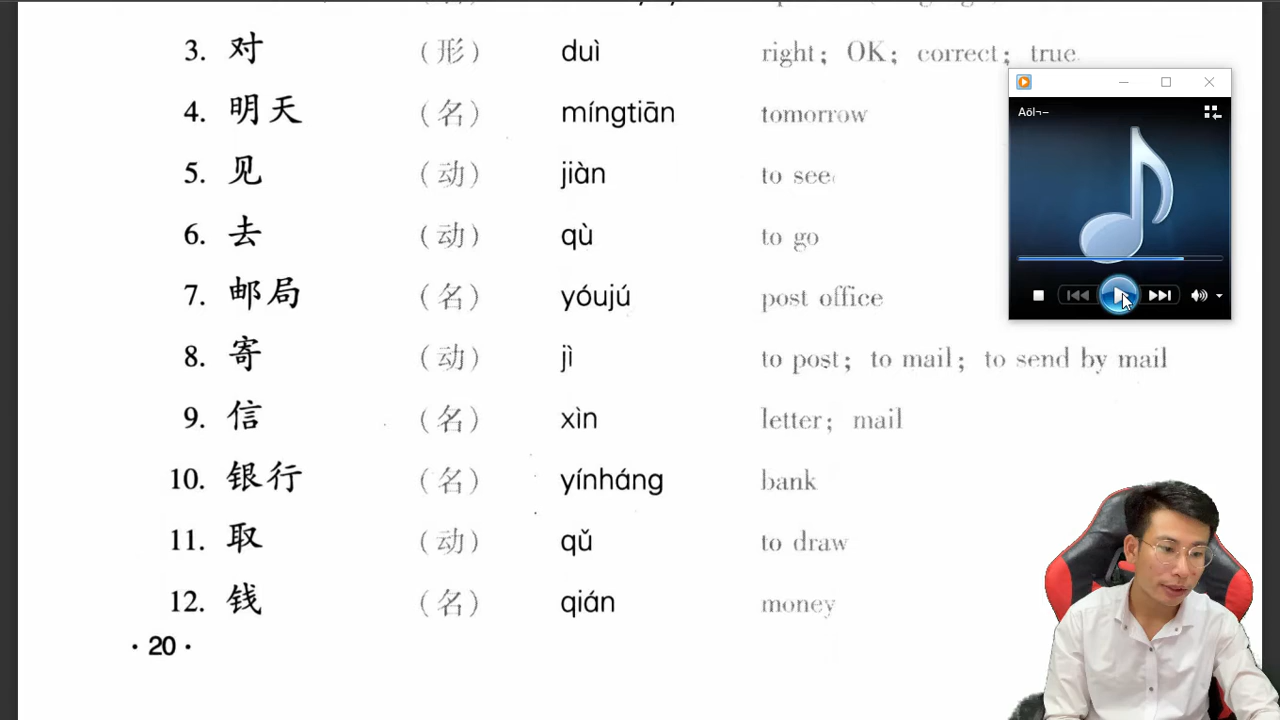 3. 对 （形） duì right； OK； correct； true
4. 明天 （名） míngtiān tomorrow
5. 见 （动） jiàn to see
6. 去 （动） qù to go
7. 邮局 （名） yóujú post office
8. 寄 （动） jì to post； to mail； to send by mail
9. 信 （名） xìn letter； mail
10. 银行 （名） yínháng bank
11. 取 （动） qǔ to draw
12. 钱 （名） qián money
· 20 ·
Aöl¬–